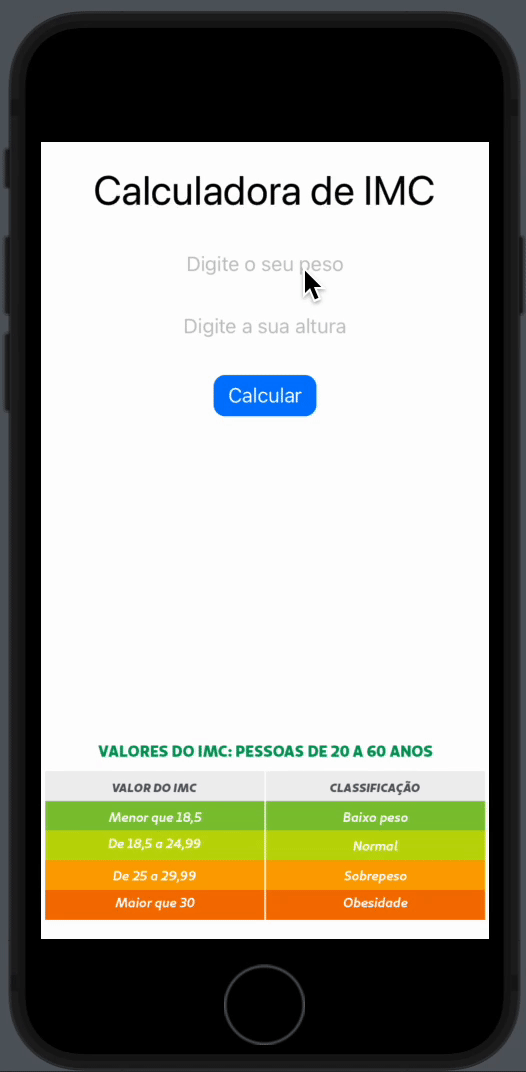 Calculadora de IMC
Digite o seu peso
Digite a sua altura
Calcular
VALORES DO IMC: PESSOAS DE 20 A 60 ANOS
VALOR DO IMC CLASSIFICAÇÃO
Menor que 18,5 Baixo peso
De 18,5 a 24,99 Normal
De 25 a 29,99 Sobrepeso
Maior que 30 Obesidade